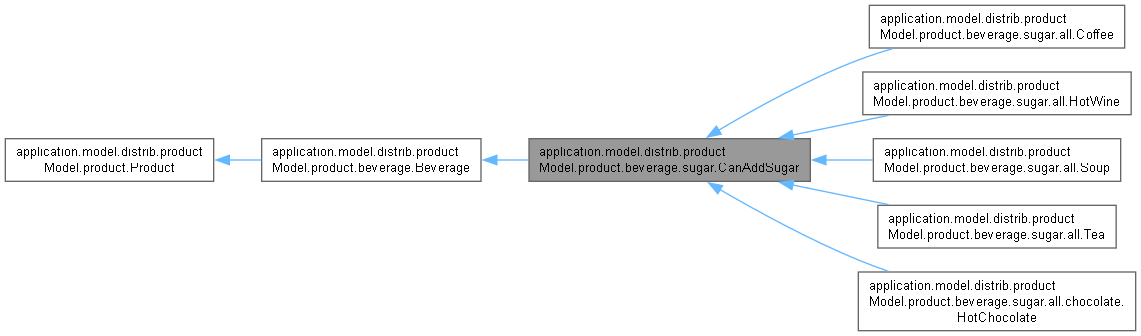 application.model.distrib.product
Model.product.Product
application.model.distrib.product
Model.product.beverage.Beverage
application.model.distrib.product
Model.product.beverage.sugar.CanAddSugar
application.model.distrib.product
Model.product.beverage.sugar.all.Coffee
application.model.distrib.product
Model.product.beverage.sugar.all.HotWine
application.model.distrib.product
Model.product.beverage.sugar.all.Soup
application.model.distrib.product
Model.product.beverage.sugar.all.Tea
application.model.distrib.product
Model.product.beverage.sugar.all.chocolate.
HotChocolate